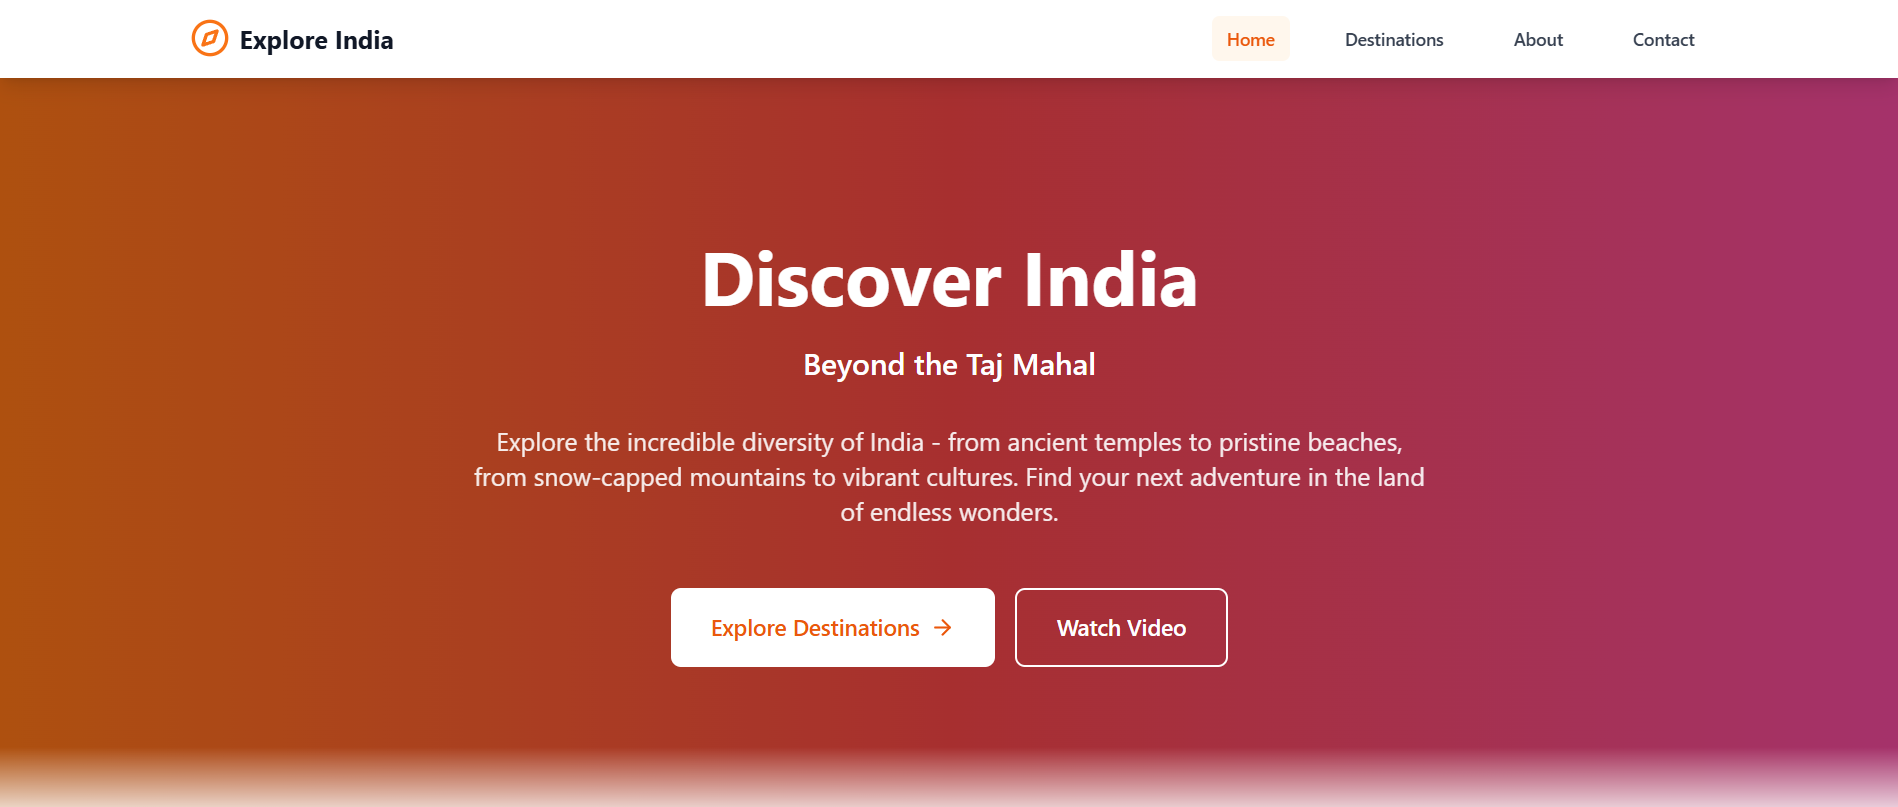 Explore India
Home
Destinations
About
Contact
Discover India
Beyond the Taj Mahal
Explore the incredible diversity of India - from ancient temples to pristine beaches,
from snow-capped mountains to vibrant cultures. Find your next adventure in the land
of endless wonders.
Explore Destinations →
Watch Video